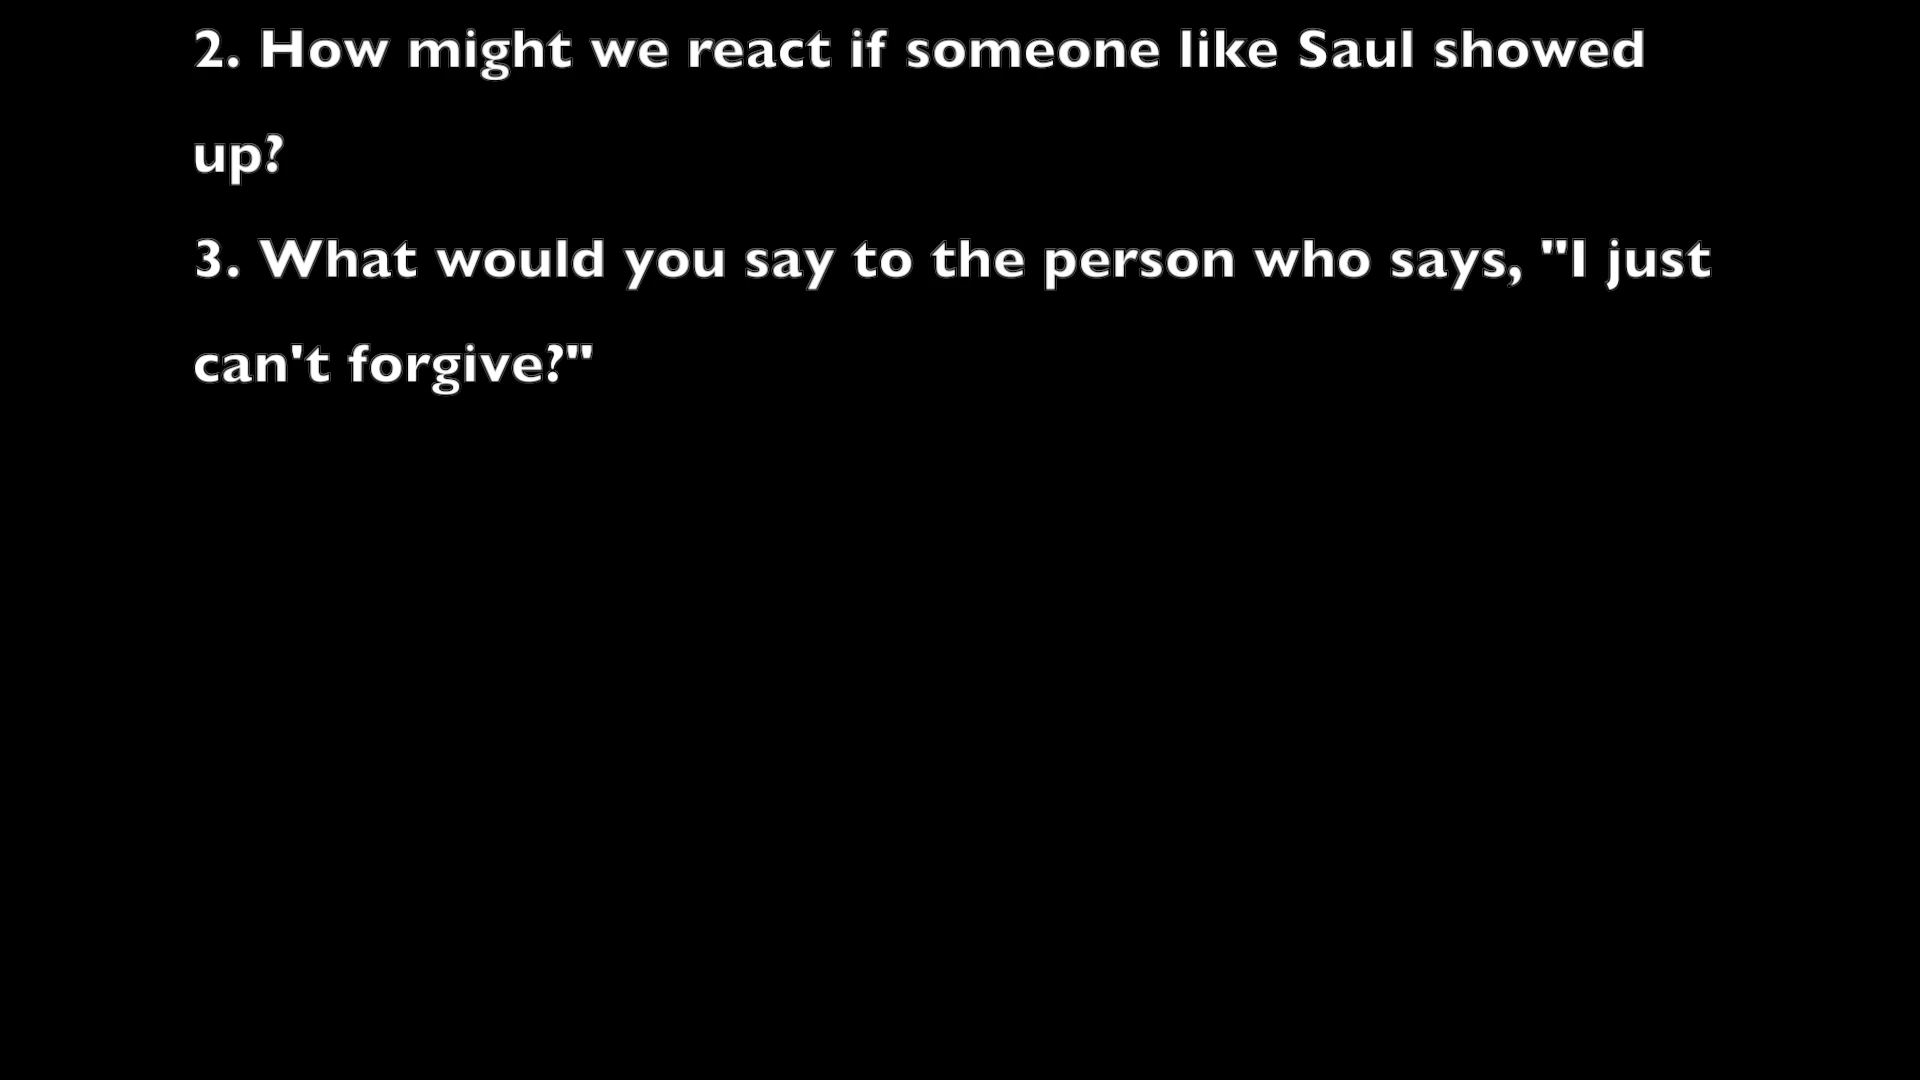 2. How might we react if someone like Saul showed
up?
3. What would you say to the person who says, "I just
can't forgive?"